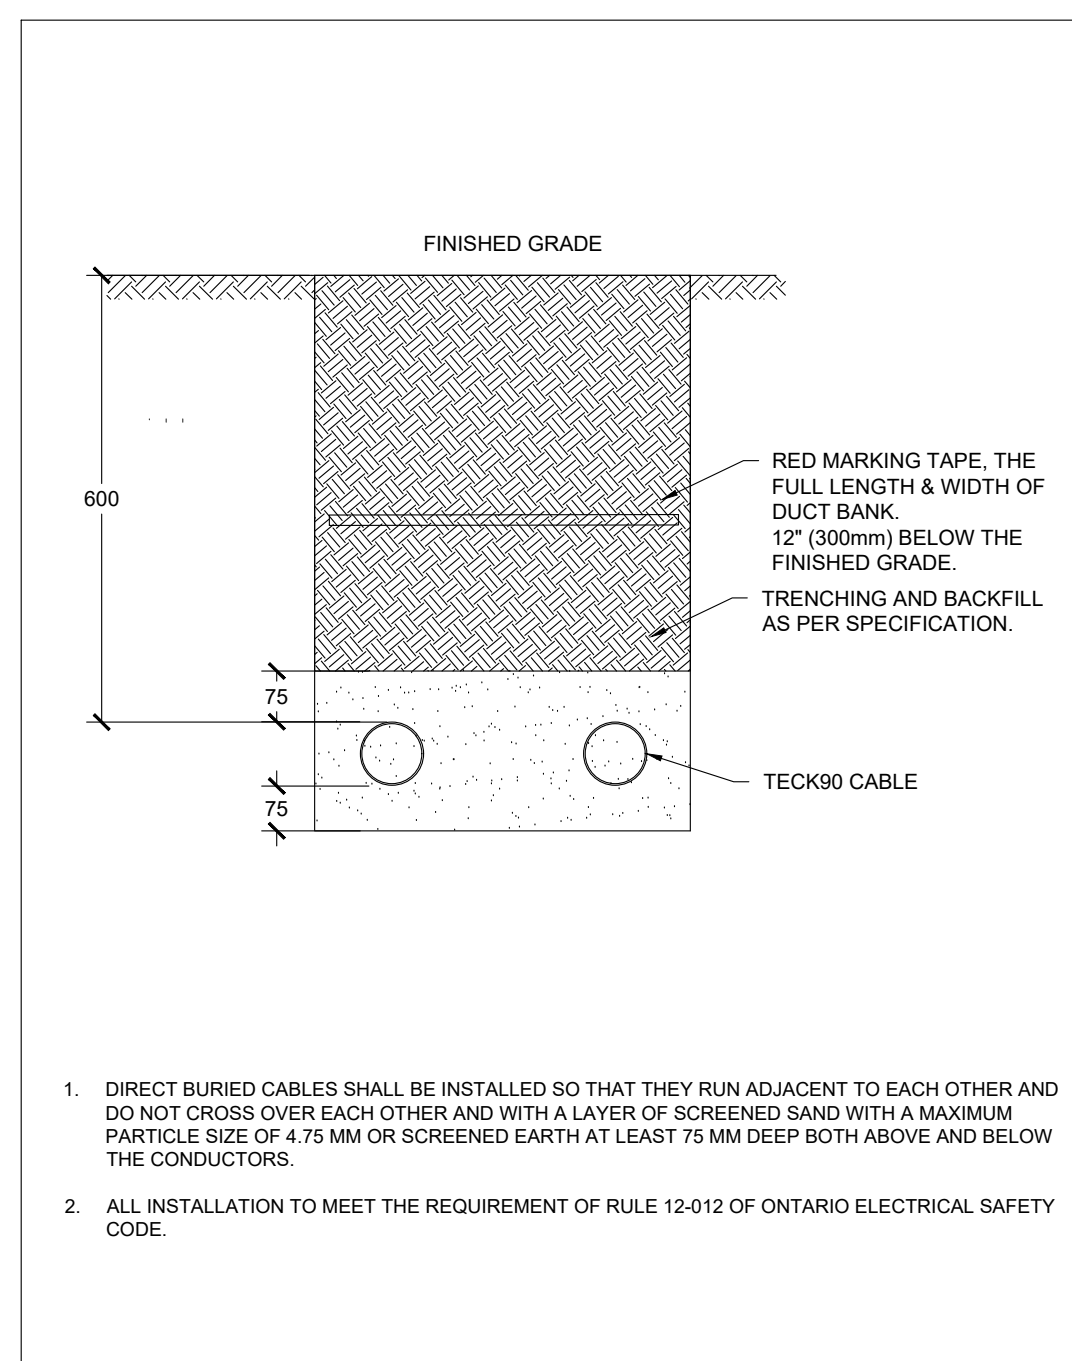 FINISHED GRADE
RED MARKING TAPE, THE
FULL LENGTH & WIDTH OF
DUCT BANK.
12" (300mm) BELOW THE
FINISHED GRADE.
600
TRENCHING AND BACKFILL
AS PER SPECIFICATION.
75
TECK90 CABLE
75
1. DIRECT BURIED CABLES SHALL BE INSTALLED SO THAT THEY RUN ADJACENT TO EACH OTHER AND
DO NOT CROSS OVER EACH OTHER AND WITH A LAYER OF SCREENED SAND WITH A MAXIMUM
PARTICLE SIZE OF 4.75 MM OR SCREENED EARTH AT LEAST 75 MM DEEP BOTH ABOVE AND BELOW
THE CONDUCTORS.
2. ALL INSTALLATION TO MEET THE REQUIREMENT OF RULE 12-012 OF ONTARIO ELECTRICAL SAFETY
CODE.